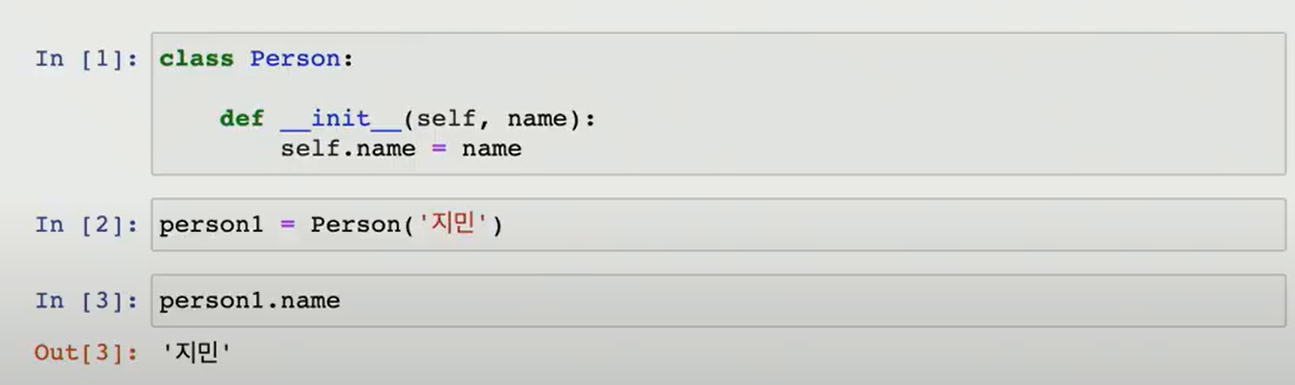 In [1]: class Person:
def __init__(self, name):
self.name = name
In [2]: person1 = Person('지민')
In [3]: person1.name
Out[3]: '지민'